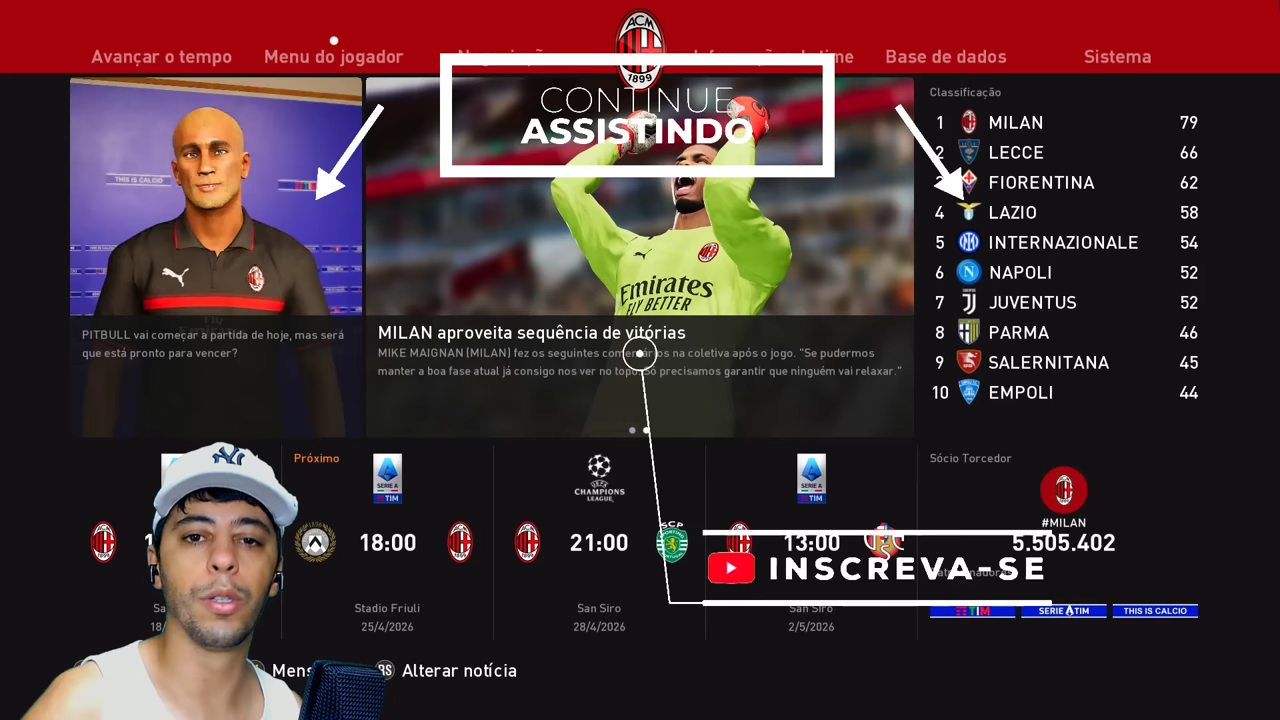 ACM
1899
Avançar o tempo
Menu do jogador
Base de dados
Sistema
CONTINUE
ASSISTINDO
THIS IS CALCIO
Emirates
FLY BETTER
PITBULL vai começar a partida de hoje, mas será
que está pronto para vencer?
MILAN aproveita sequência de vitórias
MIKE MAIGNAN (MILAN) fez os seguintes comentários na coletiva após o jogo. "Se pudermos
manter a boa fase atual já consigo nos ver no topo. Só precisamos garantir que ninguém vai relaxar."
Classificação
1 MILAN 79
2 LECCE 66
FIORENTINA 62
4 LAZIO 58
5 INTERNAZIONALE 54
6 NAPOLI 52
7 JUVENTUS 52
8 PARMA 46
9 SALERNITANA 45
10 EMPOLI 44
Próximo
SERIE A
TIM
18:00
Stadio Friuli
25/4/2026
CHAMPIONS
LEAGUE
21:00
SCP
San Siro
28/4/2026
SERIE A
TIM
13:00
San Siro
2/5/2026
Sócio Torcedor
#MILAN
5.505.402
INSCREVA-SE
TIM
SERIE A TIM
THIS IS CALCIO
Alterar notícia